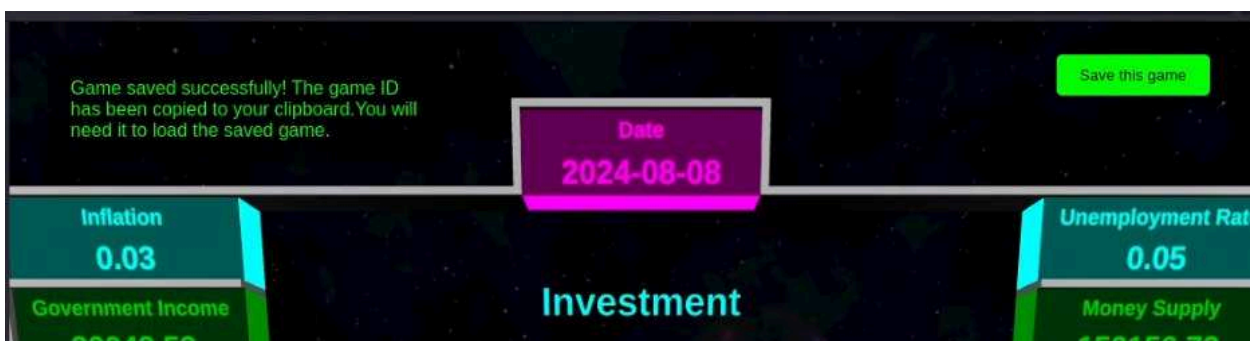 Game saved successfully! The game ID
has been copied to your clipboard.You will
need it to load the saved game.
Save this game
Date
2024-08-08
Inflation
0.03
Unemployment Rat
0.05
Government Income
Investment
Money Supply